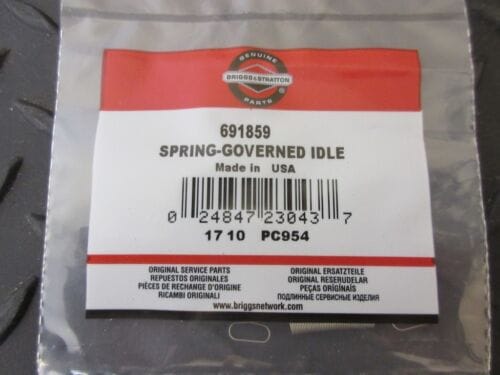 GENUINE
BRIGGS&STRATTON
PARTS
691859
SPRING-GOVERNED IDLE
Made in USA
0 24847 23043 7
1710 PC954
ORIGINAL SERVICE PARTS
REPUESTOS ORIGINALES
PIÈCES DE RECHANGE D'ORIGINE
RICAMBI ORIGINALI
ORIGINAL ERSATZTEILE
ORIGINAL RESERUDELAR
PEÇAS ORIGINAIS
ПОДЛИННЫЕ СЕРВИСНЫЕ ИЗДЕЛИЯ
www.briggsnetwork.com